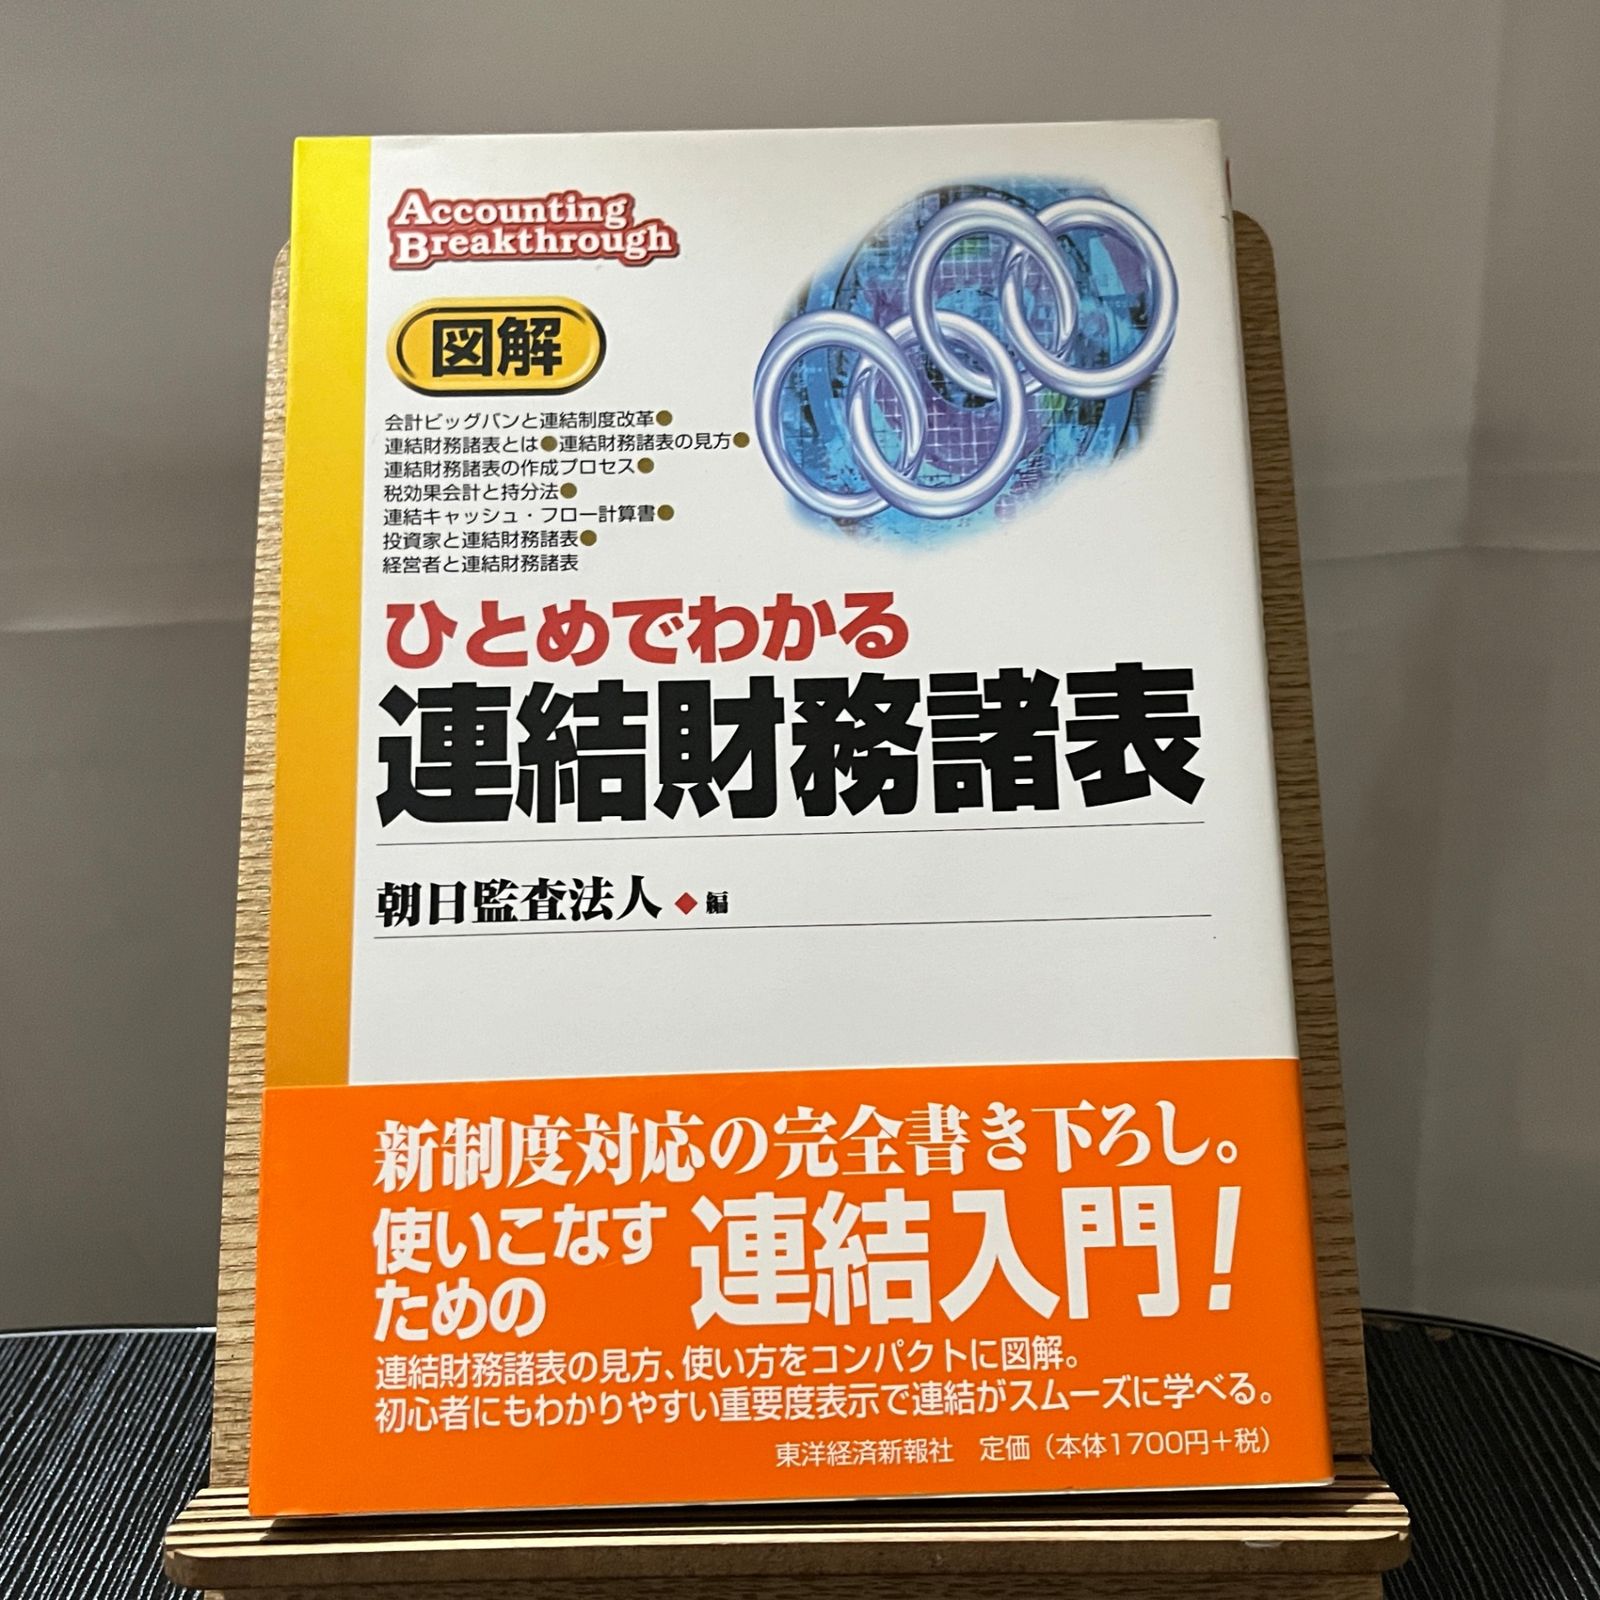 Accounting
Breakthrough
図解
会計ビッグバンと連結制度改革●
連結財務諸表とは●連結財務諸表の見方●
連結財務諸表の作成プロセス●
税効果会計と持分法●
連結キャッシュ・フロー計算書●
投資家と連結財務諸表●
経営者と連結財務諸表
ひとめでわかる
連結財務諸表
朝日監査法人◆編
新制度対応の完全書き下ろし。
使いこなす
ための
連結入門!
連結財務諸表の見方、使い方をコンパクトに図解。
初心者にもわかりやすい重要度表示で連結がスムーズに学べる。
東洋経済新報社 定価(本体1700円+税)